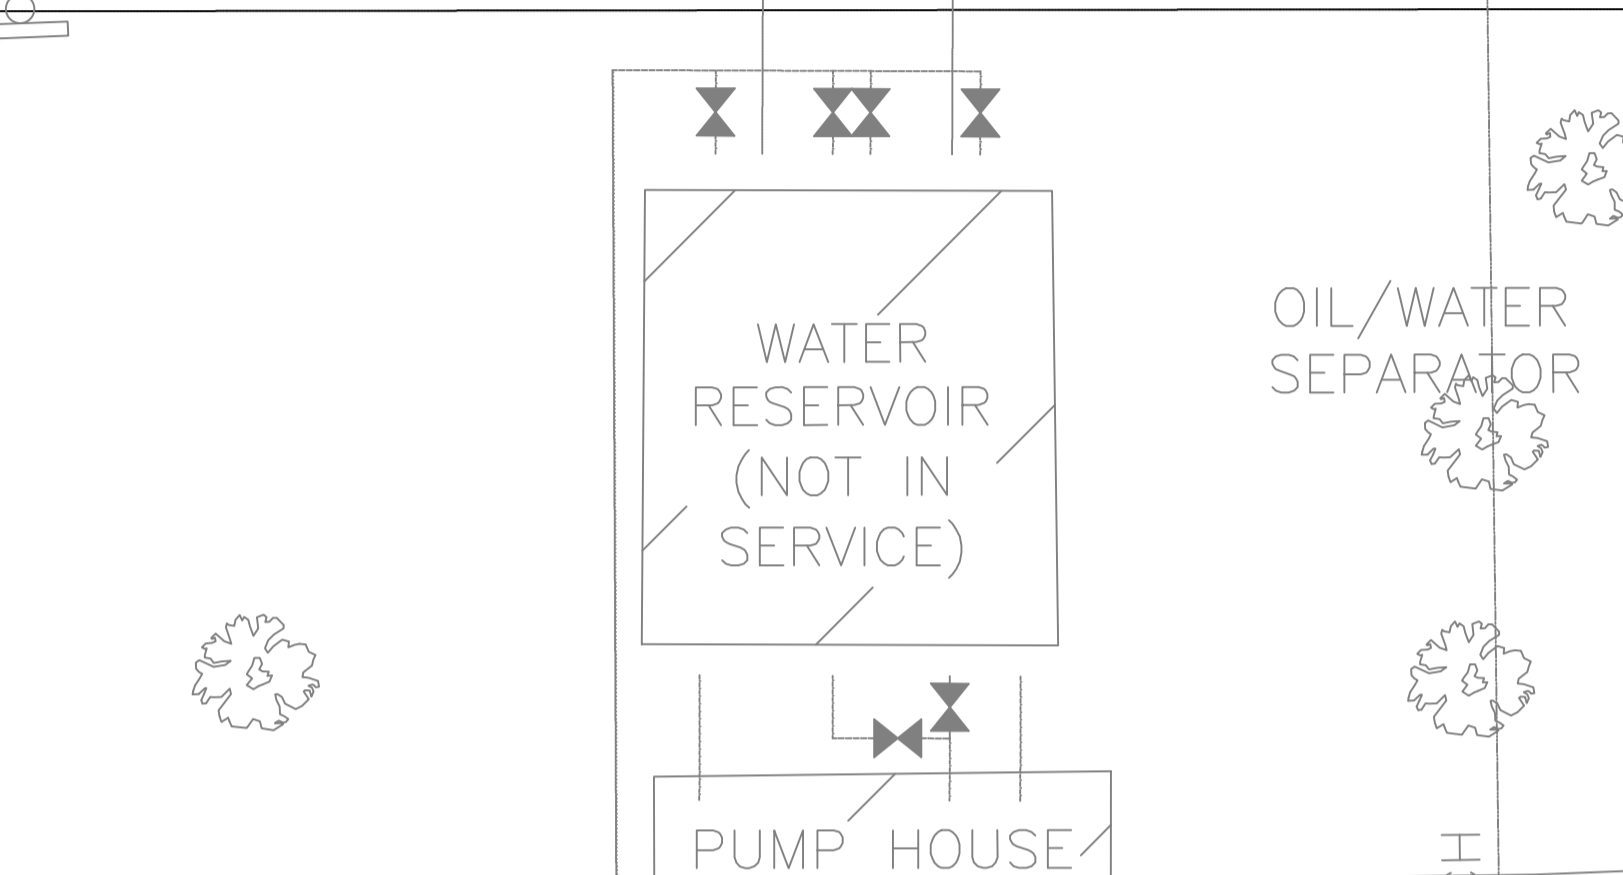 WATER
RESERVOIR
(NOT IN
SERVICE)
OIL/WATER
SEPARATOR
PUMP HOUSE
H